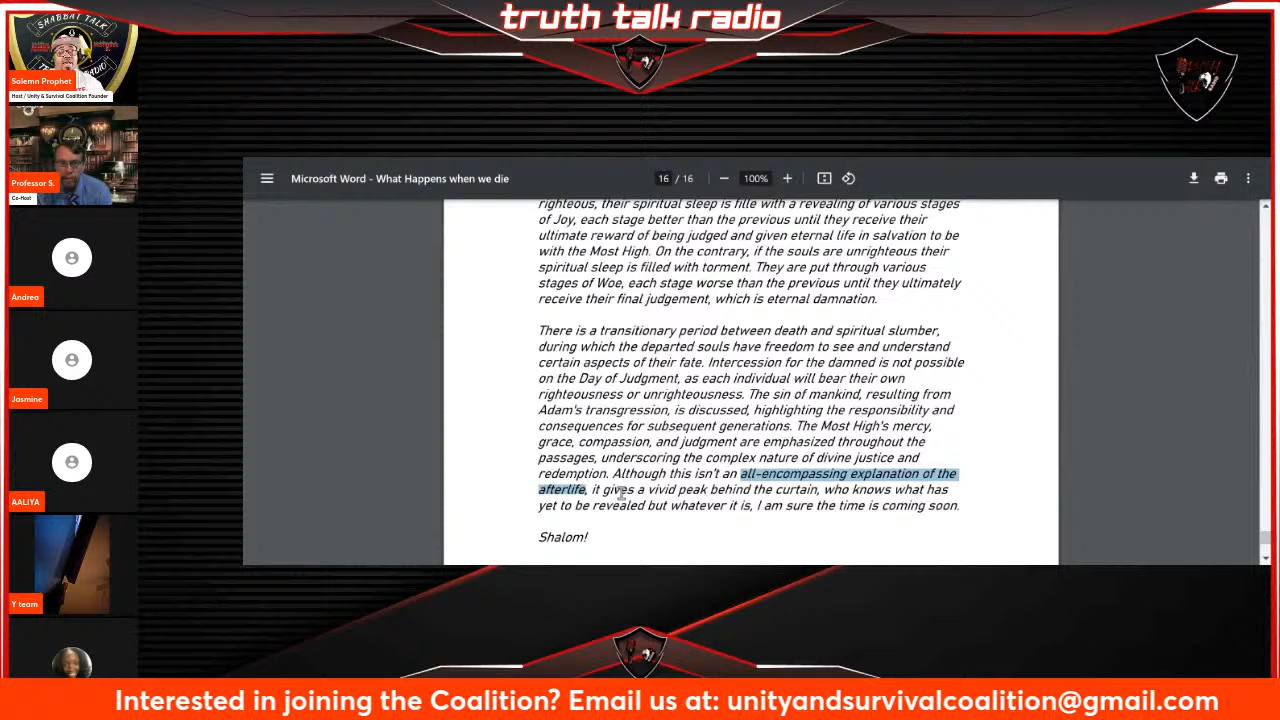 truth talk radio
SHABBAT TALK
Solemn Prophet
Host / Unity & Survival Coalition Founder
Professor S.
Co-Host
Andrea
Jasmine
AALIYA
Y team
Microsoft Word - What Happens when we die
16 / 16
100%
righteous, their spiritual sleep is fille with a revealing of various stages
of Joy, each stage better than the previous until they receive their
ultimate reward of being judged and given eternal life in salvation to be
with the Most High. On the contrary, if the souls are unrighteous their
spiritual sleep is filled with torment. They are put through various
stages of Woe, each stage worse than the previous until they ultimately
receive their final judgement, which is eternal damnation.
There is a transitionary period between death and spiritual slumber,
during which the departed souls have freedom to see and understand
certain aspects of their fate. Intercession for the damned is not possible
on the Day of Judgment, as each individual will bear their own
righteousness or unrighteousness. The sin of mankind, resulting from
Adam's transgression, is discussed, highlighting the responsibility and
consequences for subsequent generations. The Most High's mercy,
grace, compassion, and judgment are emphasized throughout the
passages, underscoring the complex nature of divine justice and
redemption. Although this isn't an all-encompassing explanation of the
afterlife, it gives a vivid peak behind the curtain, who knows what has
yet to be revealed but whatever it is, I am sure the time is coming soon.
Shalom!
Interested in joining the Coalition? Email us at: unityandsurvivalcoalition@gmail.com